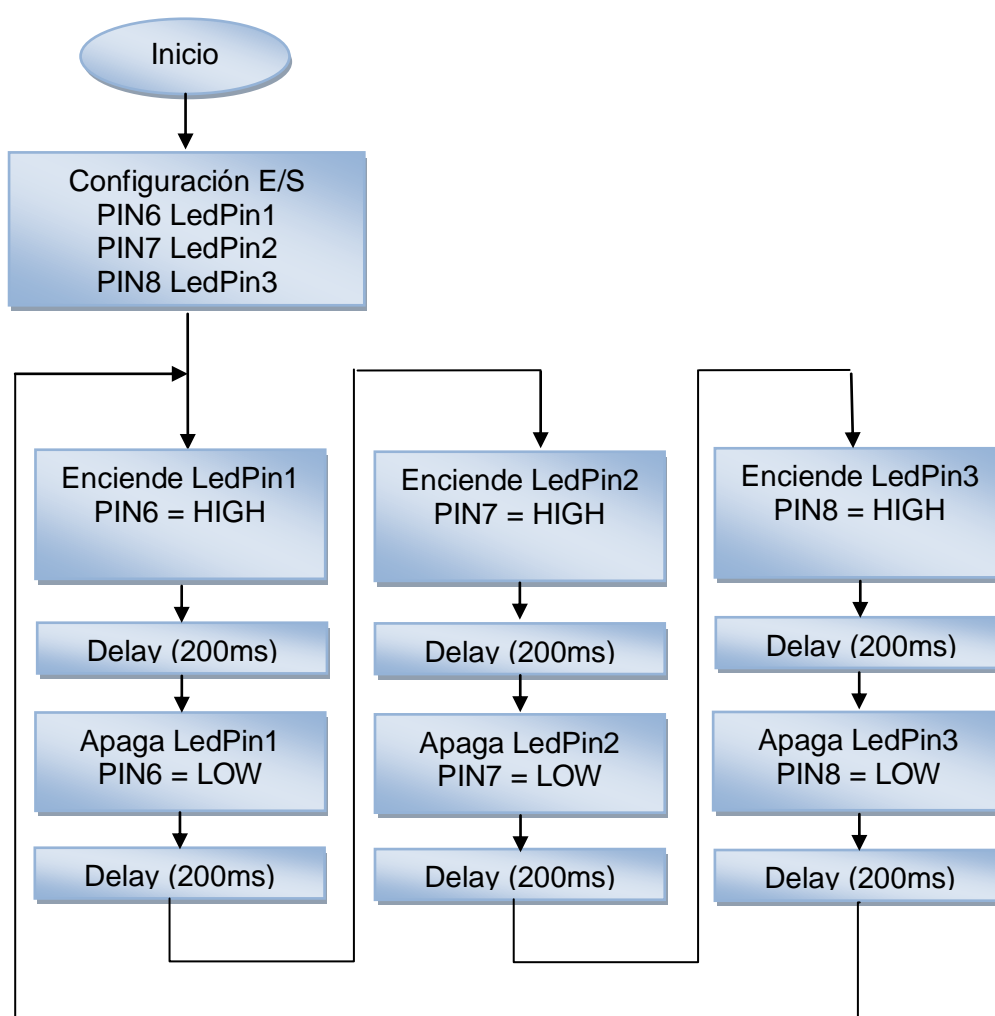 Inicio
Configuración E/S
PIN6 LedPin1
PIN7 LedPin2
PIN8 LedPin3
Enciende LedPin1
PIN6 = HIGH
Delay (200ms)
Apaga LedPin1
PIN6 = LOW
Delay (200ms)
Enciende LedPin2
PIN7 = HIGH
Delay (200ms)
Apaga LedPin2
PIN7 = LOW
Delay (200ms)
Enciende LedPin3
PIN8 = HIGH
Delay (200ms)
Apaga LedPin3
PIN8 = LOW
Delay (200ms)